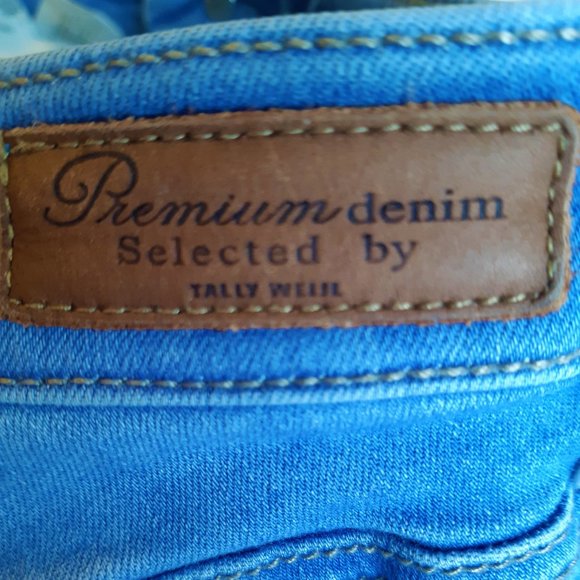 Premium denim
Selected by
TALLY WEIJL